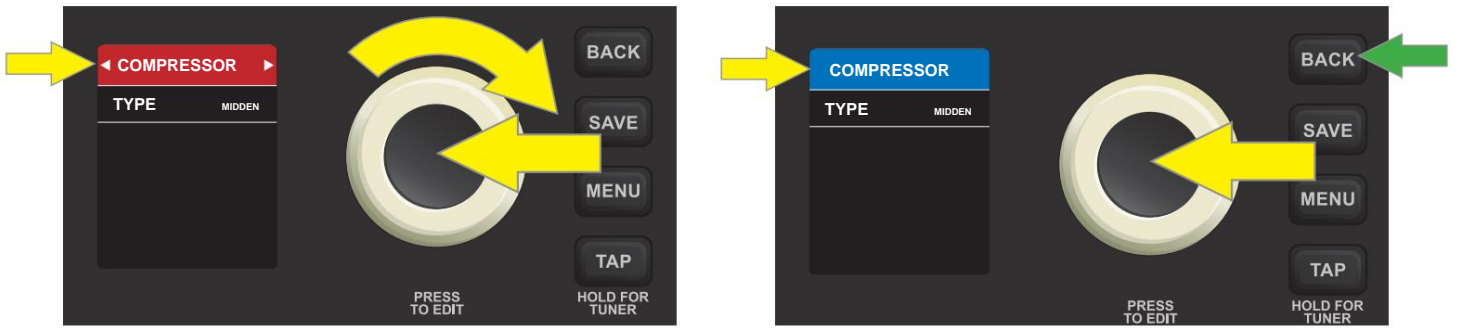 COMPRESSOR
TYPE MIDDEN
BACK
SAVE
MENU
TAP
PRESS
TO EDIT
HOLD FOR
TUNER
COMPRESSOR
TYPE MIDDEN
BACK
SAVE
MENU
TAP
PRESS
TO EDIT
HOLD FOR
TUNER